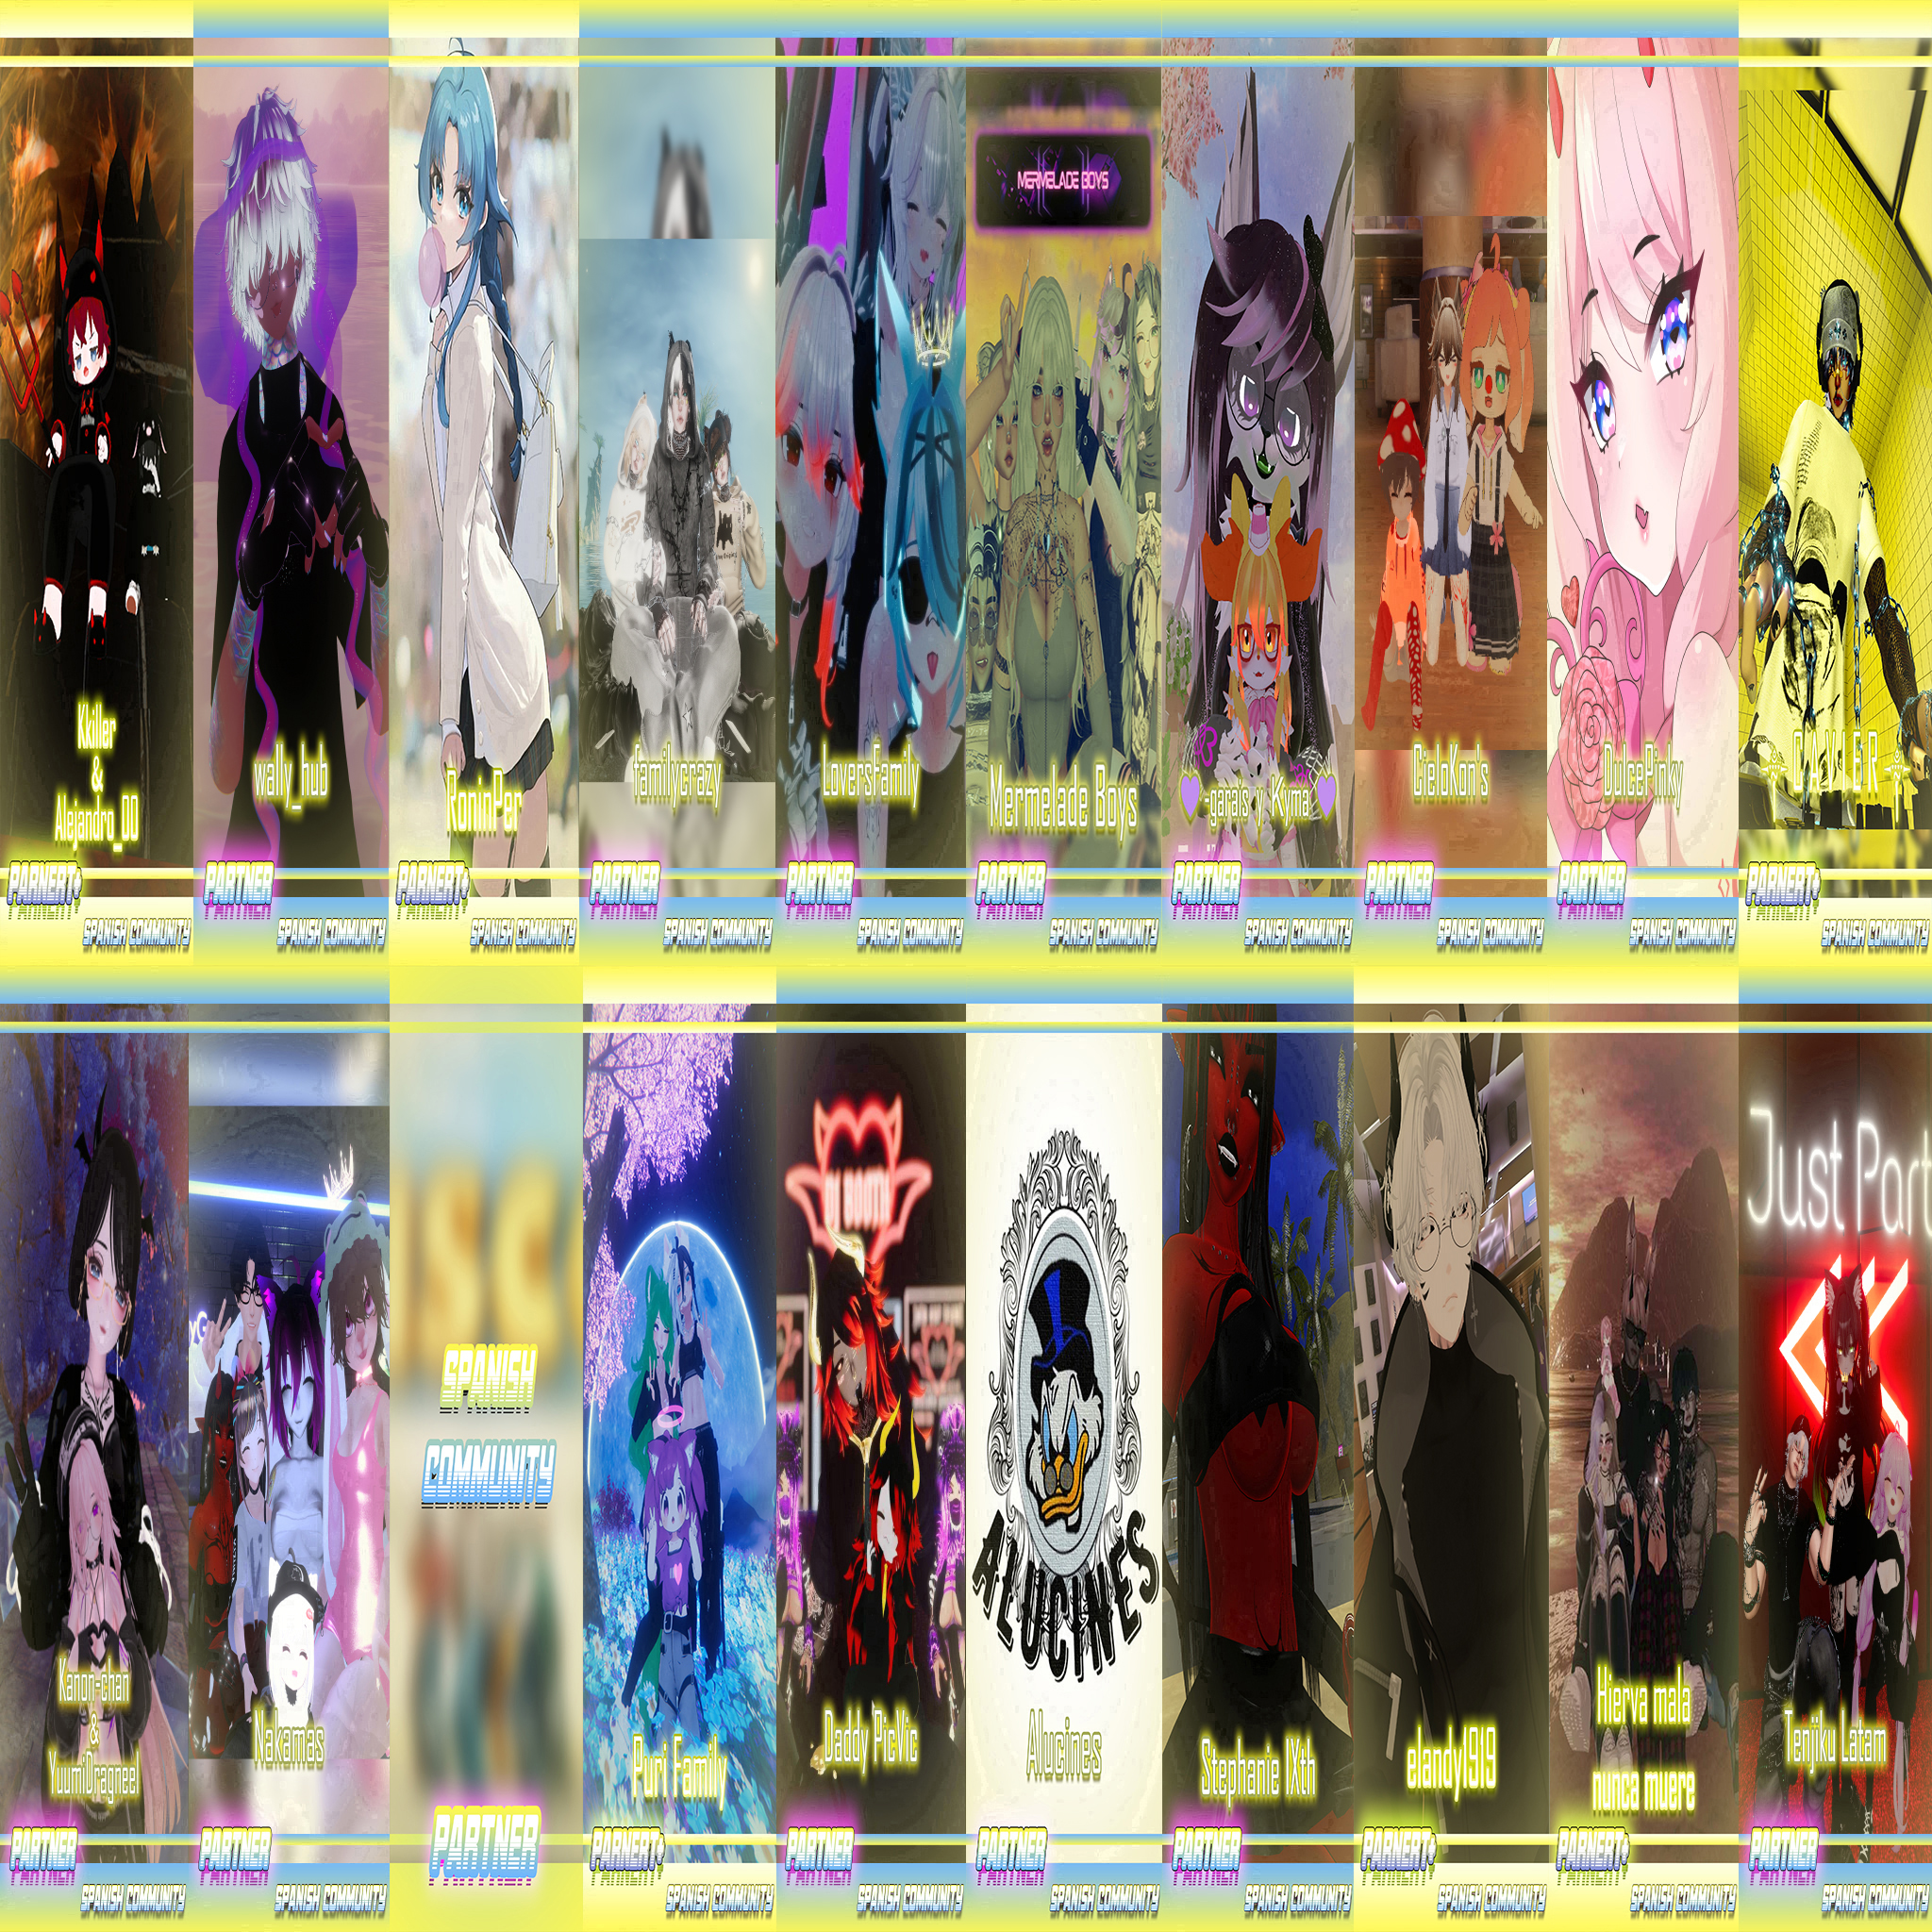 Kkiller
&
Alejandro_00
PARNERT+
SPANISH COMMUNITY
wally_hub
PARTNER
SPANISH COMMUNITY
RoninPer
PARNERT+
SPANISH COMMUNITY
familycrazy
PARTNER
SPANISH COMMUNITY
LoversFamily
PARTNER
SPANISH COMMUNITY
MERMELADE BOYS
Mermelade Boys
PARTNER
SPANISH COMMUNITY
-garais y Kyma
PARTNER
SPANISH COMMUNITY
CieloKon's
PARTNER
SPANISH COMMUNITY
DulcePinky
PARTNER
SPANISH COMMUNITY
PARNERT+
SPANISH COMMUNITY
Kanon-chan
&
YuumiDragneel
PARTNER
SPANISH COMMUNITY
Nakamas
PARTNER
SPANISH COMMUNITY
SC
SPANISH
COMMUNITY
PARTNER
Puri Family
PARNERT+
SPANISH COMMUNITY
DJ BOOTH
Daddy PicVic
PARTNER
SPANISH COMMUNITY
ALUCINES
Alucines
PARTNER
SPANISH COMMUNITY
Stephanie IXth
PARTNER
SPANISH COMMUNITY
elandy1919
PARNERT+
SPANISH COMMUNITY
Hierva mala
nunca muere
PARNERT+
SPANISH COMMUNITY
Just Part
Tenjiku Latam
PARTNER
SPANISH COMMUNITY